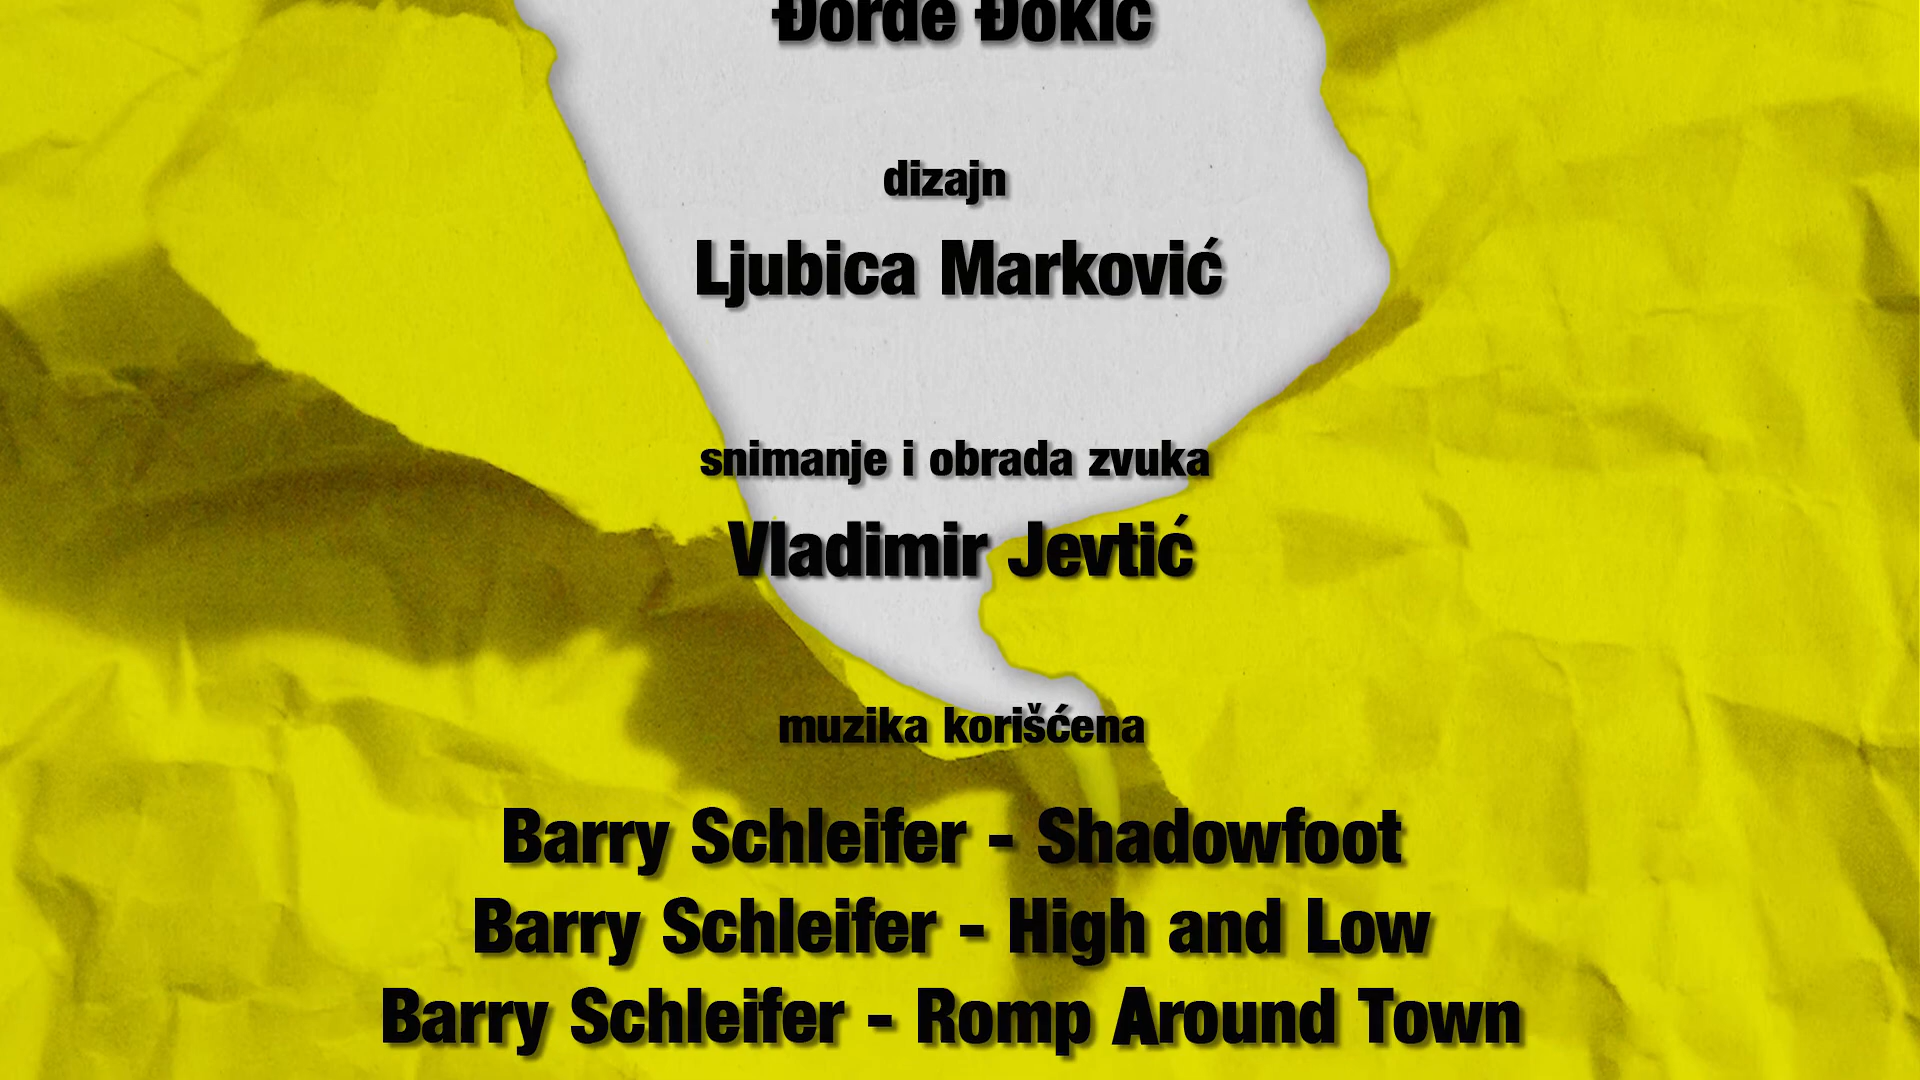 Đorđe Đokić
dizajn
Ljubica Marković
snimanje i obrada zvuka
Vladimir Jevtić
muzika korišćena
Barry Schleifer - Shadowfoot
Barry Schleifer - High and Low
Barry Schleifer - Romp Around Town